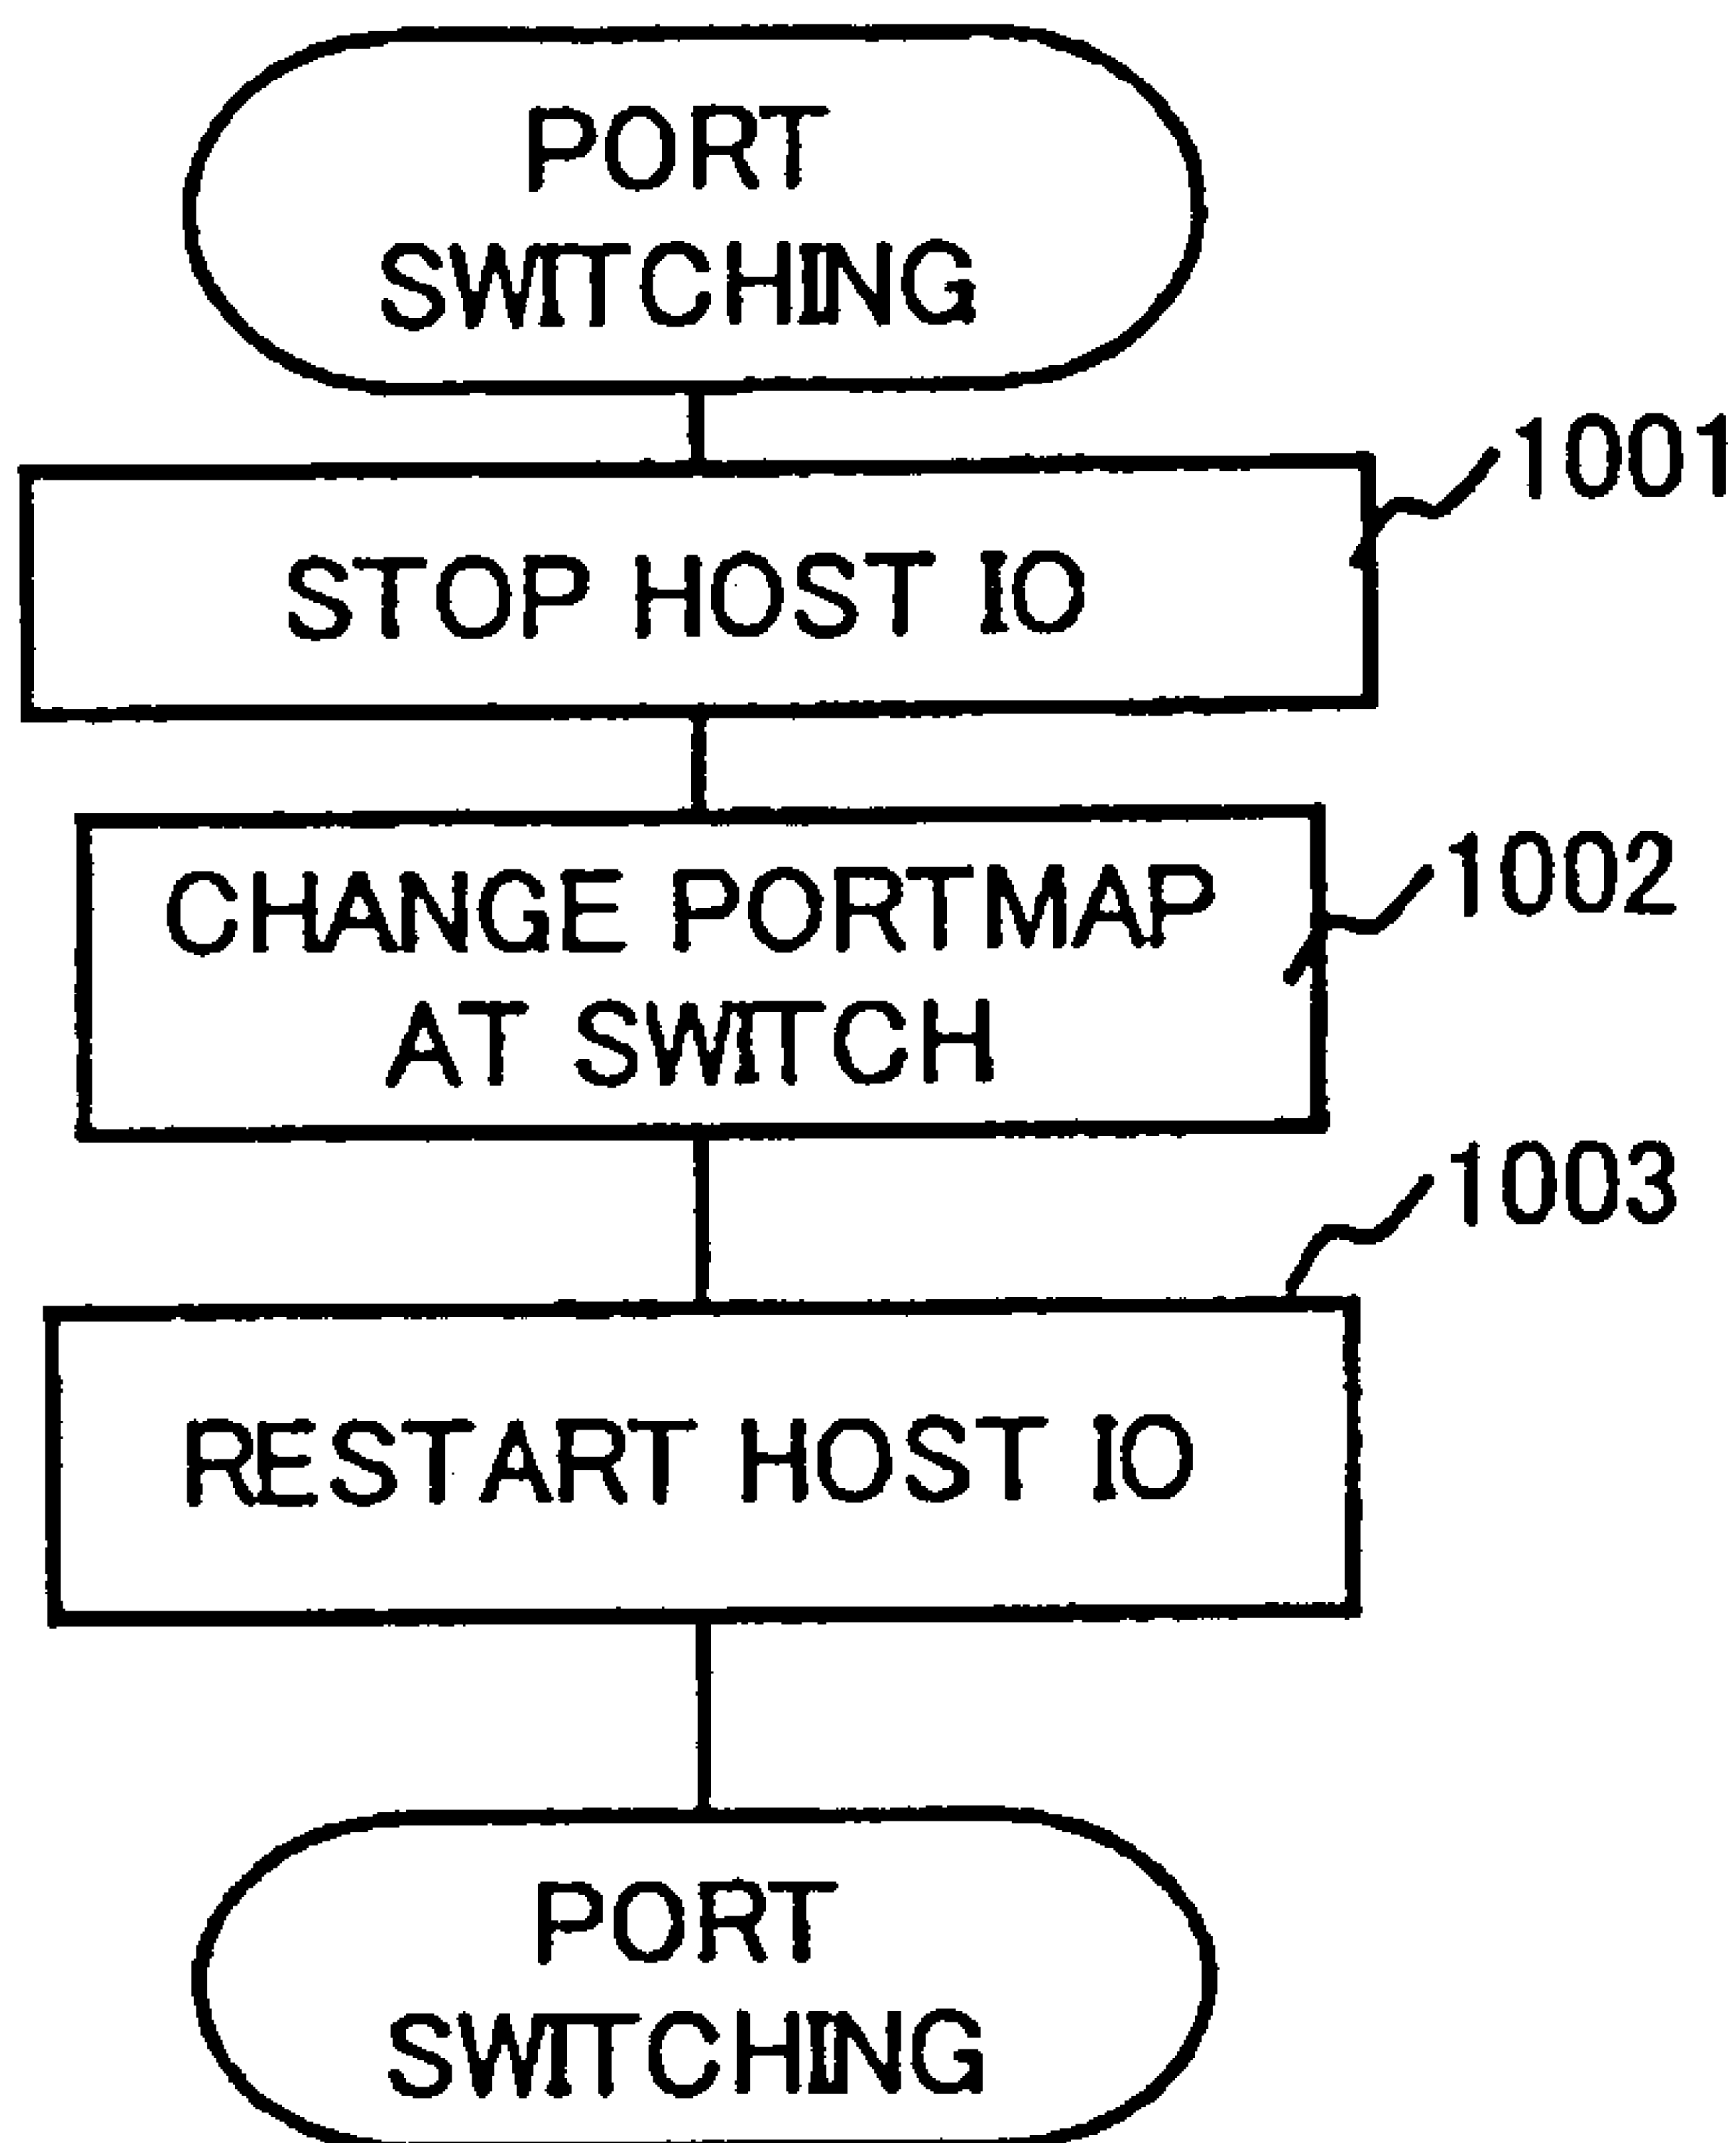 PORT
SWITCHING
1001
STOP HOST IO
1002
CHANGE PORTMAP
AT SWITCH
1003
RESTART HOST IO
PORT
SWITCHING